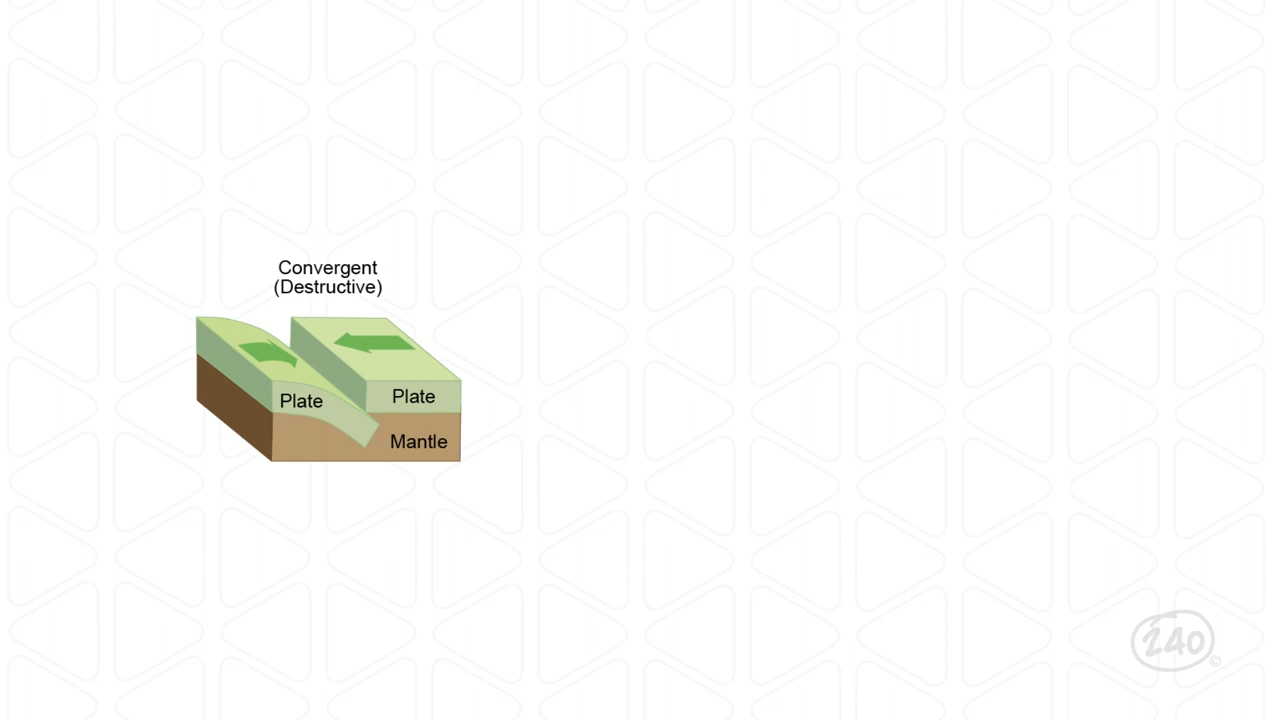 Convergent
(Destructive)
Plate
Plate
Mantle
240
©